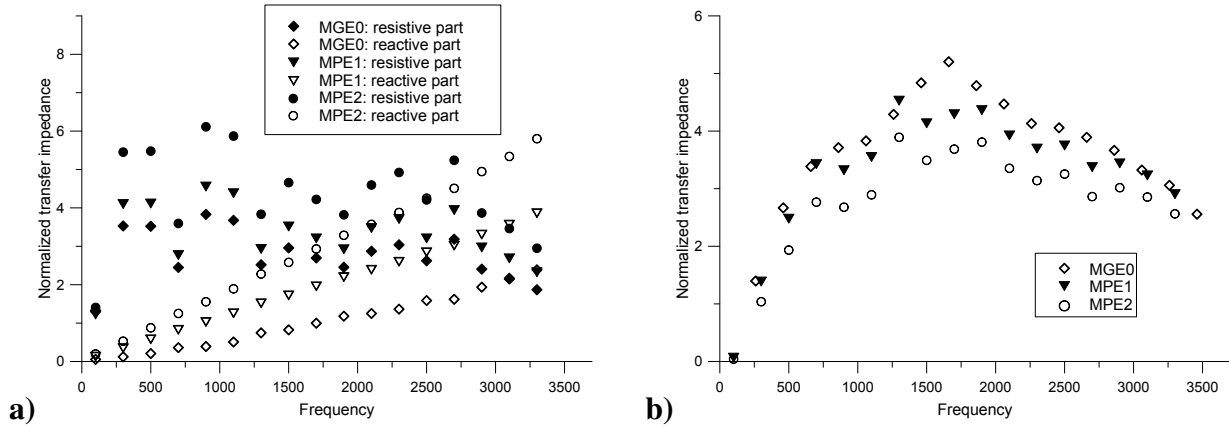 MGE0: resistive part
MGE0: reactive part
MPE1: resistive part
MPE1: reactive part
MPE2: resistive part
MPE2: reactive part
Normalized transfer impedance
8
6
4
2
0
0 500 1000 1500 2000 2500 3000 3500
Frequency
a)
Normalized transfer impedance
6
4
2
0
MGE0
MPE1
MPE2
0 500 1000 1500 2000 2500 3000 3500
Frequency
b)